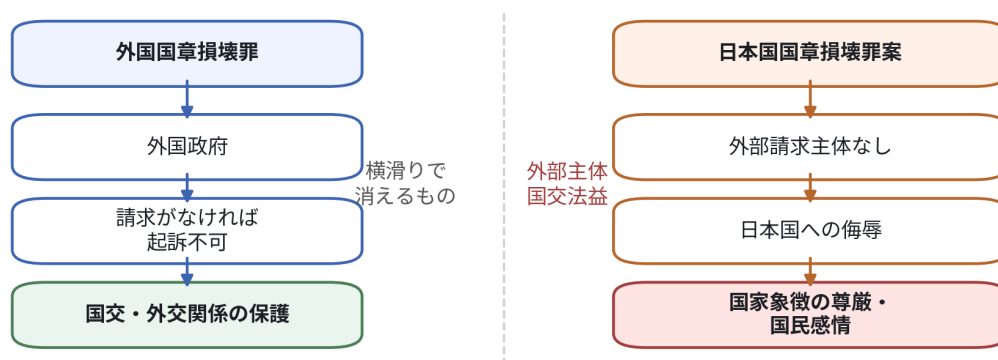 外国国章損壊罪
外国政府
請求がなければ
起訴不可
国交・外交関係の保護
横滑りで
消えるもの
外部主体
国交法益
日本国国章損壊罪案
外部請求主体なし
日本国への侮辱
国家象徴の尊厳・
国民感情